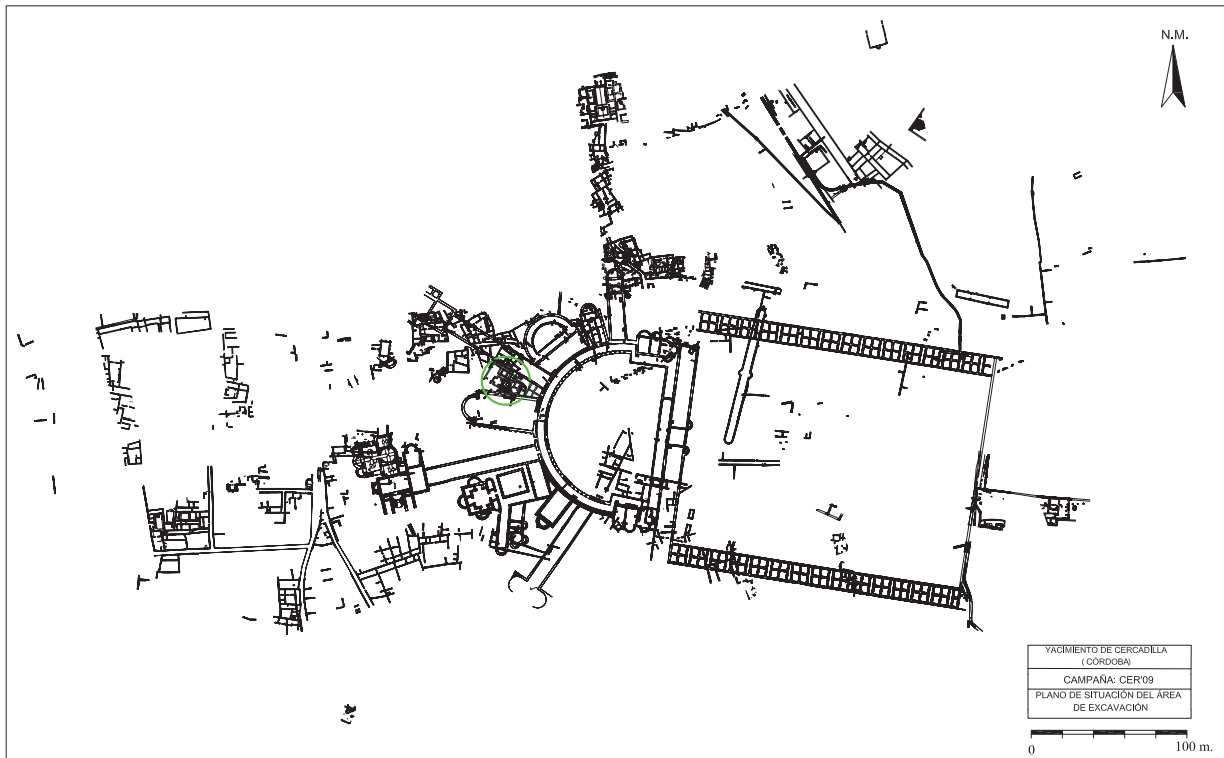 N.M.
YACIMIENTO DE CERCADILLA
( CÓRDOBA)
CAMPAÑA: CER'09
PLANO DE SITUACIÓN DEL ÁREA
DE EXCAVACIÓN
0 100 m.